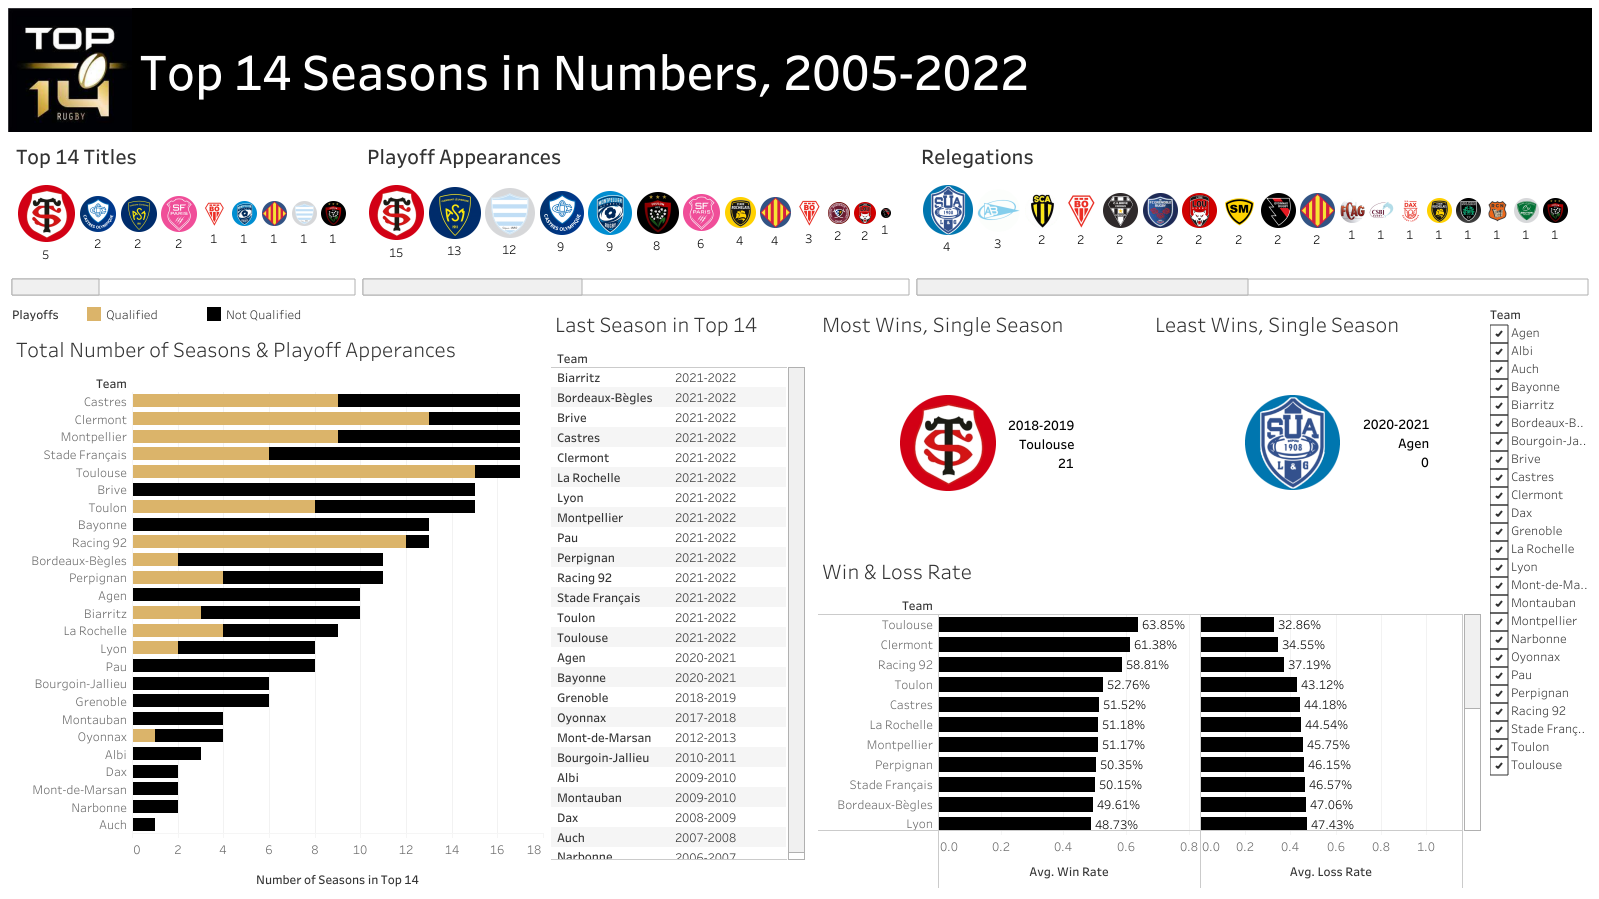 TOP
14
RUGBY
Top 14 Seasons in Numbers, 2005-2022
Top 14 Titles
5 2 2 2 1 1 1 1 1
Playoff Appearances
15 13 12 9 9 8 6 4 4 3 2 2 1
Relegations
4 3 2 2 2 2 2 2 2 2 1 1 1 1 1 1 1 1
Playoffs Qualified Not Qualified
Total Number of Seasons & Playoff Apperances
Team
Castres
Clermont
Montpellier
Stade Français
Toulouse
Brive
Toulon
Bayonne
Racing 92
Bordeaux-Bègles
Perpignan
Agen
Biarritz
La Rochelle
Lyon
Pau
Bourgoin-Jallieu
Grenoble
Montauban
Oyonnax
Albi
Dax
Mont-de-Marsan
Narbonne
Auch
0 2 4 6 8 10 12 14 16 18
Number of Seasons in Top 14
Last Season in Top 14
Team
Biarritz 2021-2022
Bordeaux-Bègles 2021-2022
Brive 2021-2022
Castres 2021-2022
Clermont 2021-2022
La Rochelle 2021-2022
Lyon 2021-2022
Montpellier 2021-2022
Pau 2021-2022
Perpignan 2021-2022
Racing 92 2021-2022
Stade Français 2021-2022
Toulon 2021-2022
Toulouse 2021-2022
Agen 2020-2021
Bayonne 2020-2021
Grenoble 2018-2019
Oyonnax 2017-2018
Mont-de-Marsan 2012-2013
Bourgoin-Jallieu 2010-2011
Albi 2009-2010
Montauban 2009-2010
Dax 2008-2009
Auch 2007-2008
Narbonne 2006-2007
Most Wins, Single Season
2018-2019
Toulouse
21
Least Wins, Single Season
SUA
1908
L & G
2020-2021
Agen
0
Win & Loss Rate
Team
Toulouse 63.85% 32.86%
Clermont 61.38% 34.55%
Racing 92 58.81% 37.19%
Toulon 52.76% 43.12%
Castres 51.52% 44.18%
La Rochelle 51.18% 44.54%
Montpellier 51.17% 45.75%
Perpignan 50.35% 46.15%
Stade Français 50.15% 46.57%
Bordeaux-Bègles 49.61% 47.06%
Lyon 48.73% 47.43%
0.0 0.2 0.4 0.6 0.8 0.0 0.2 0.4 0.6 0.8 1.0
Avg. Win Rate Avg. Loss Rate
Team
Agen
Albi
Auch
Bayonne
Biarritz
Bordeaux-B..
Bourgoin-Ja..
Brive
Castres
Clermont
Dax
Grenoble
La Rochelle
Lyon
Mont-de-Ma..
Montauban
Montpellier
Narbonne
Oyonnax
Pau
Perpignan
Racing 92
Stade Franç..
Toulon
Toulouse